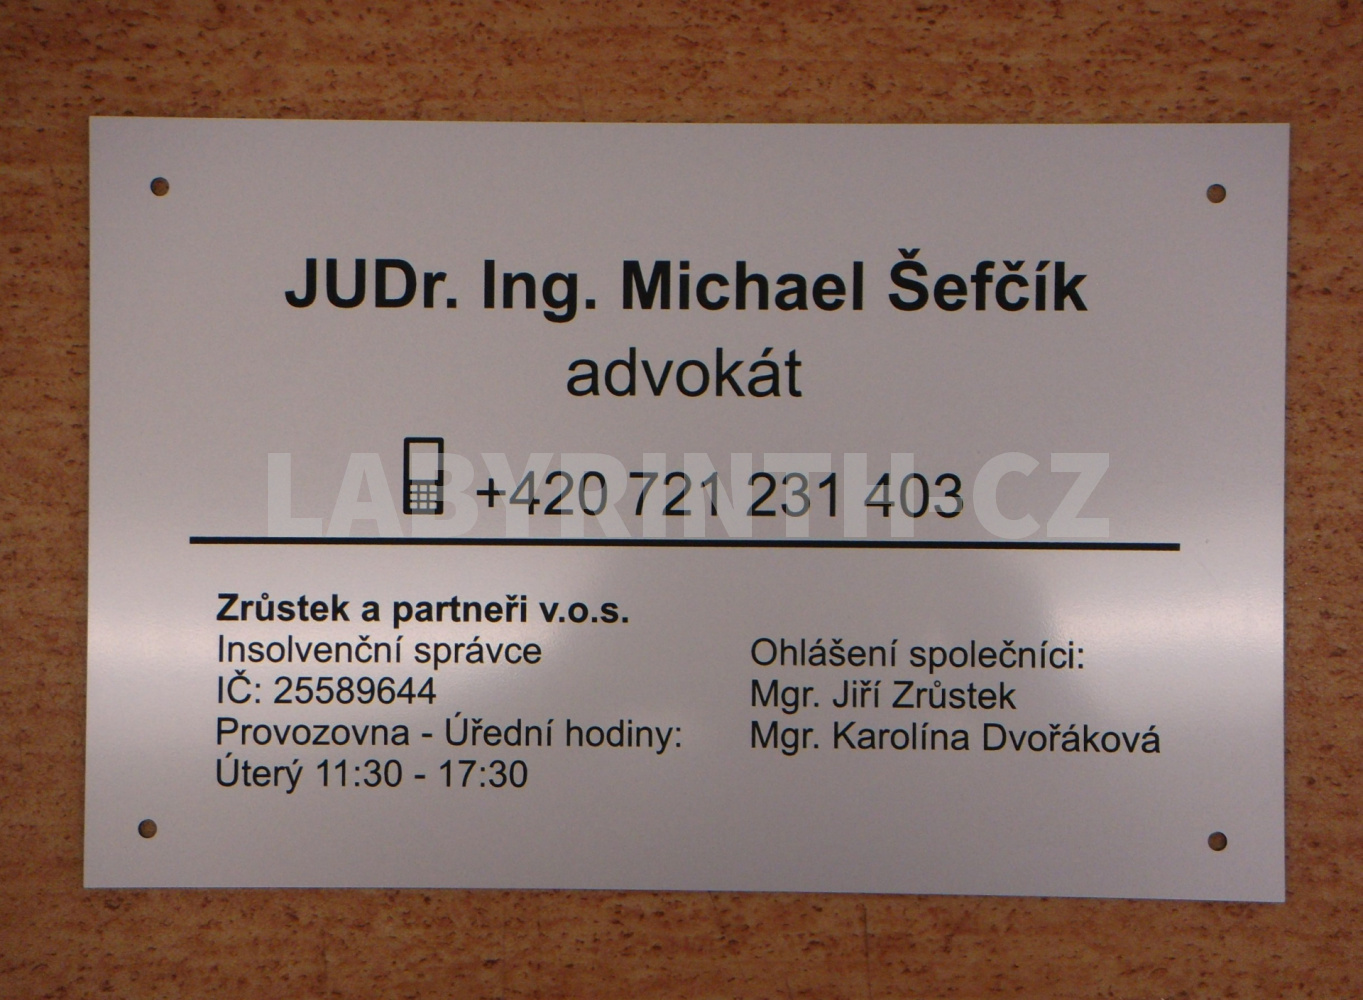 JUDr. Ing. Michael Šefčík
advokát
+420 721 231 403
LABYRINTH.CZ
Zrůstek a partneři v.o.s.
Insolvenční správce
IČ: 25589644
Provozovna - Úřední hodiny:
Úterý 11:30 - 17:30
Ohlášení společníci:
Mgr. Jiří Zrůstek
Mgr. Karolína Dvořáková